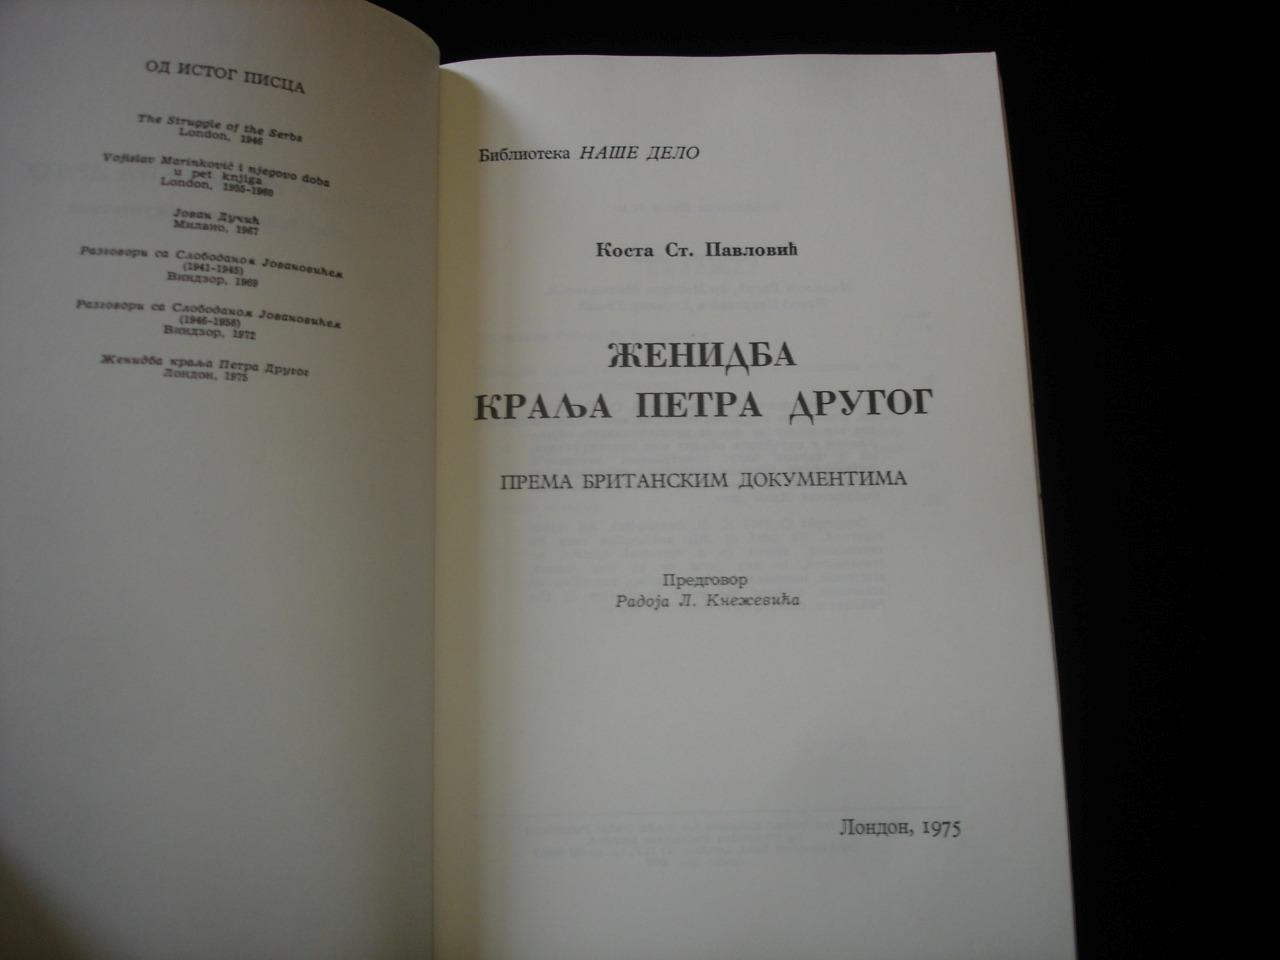 ОД ИСТОГ ПИСЦА
The Struggle of the Serbs
London, 1946
Vojislav Marinković i njegovo doba
u pet knjiga
London, 1955-1960
Јован Дучић
Милано, 1967
Разговори са Слободаном Јовановићем
(1941-1945)
Виндзор, 1969
Разговори са Слободаном Јовановићем
(1946-1958)
Виндзор, 1972
Женидба краља Петра Другог
Лондон, 1975
Библиотека НАШЕ ДЕЛО
Коста Ст. Павловић
ЖЕНИДБА
КРАЉА ПЕТРА ДРУГОГ
ПРЕМА БРИТАНСКИМ ДОКУМЕНТИМА
Предговор
Радоја Л. Кнежевића
Лондон, 1975